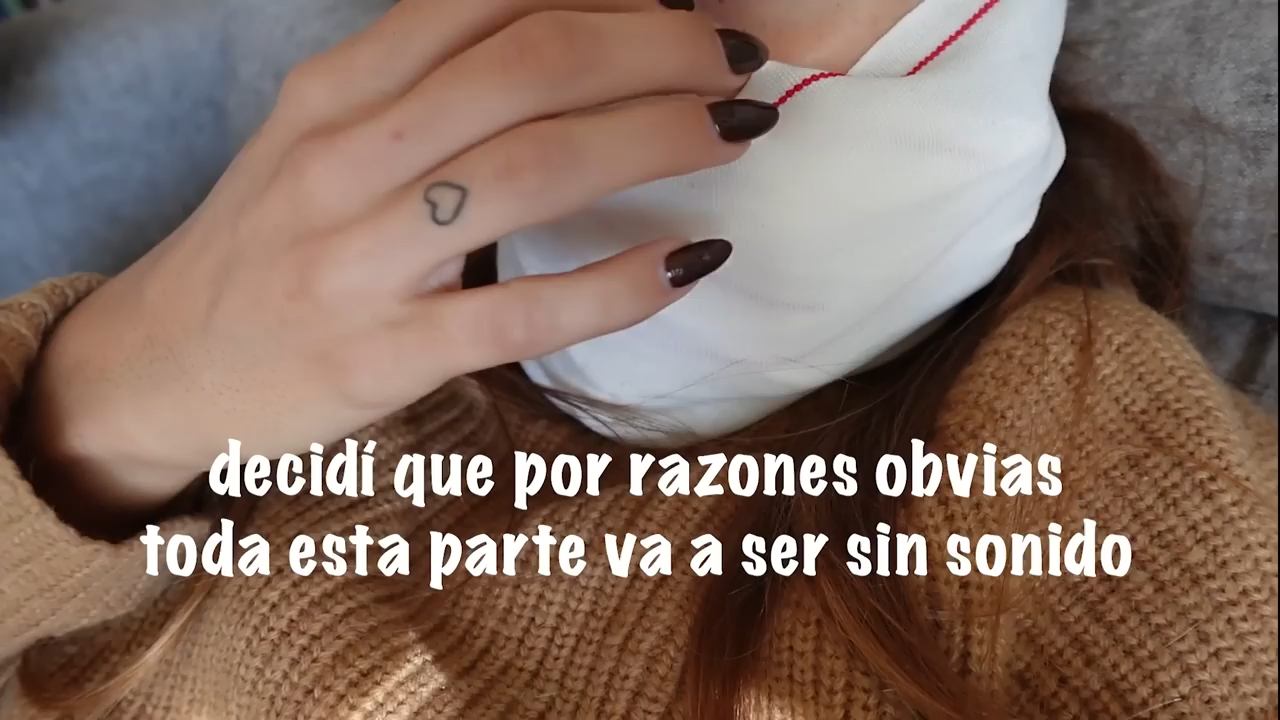 decidí que por razones obvias
toda esta parte va a ser sin sonido